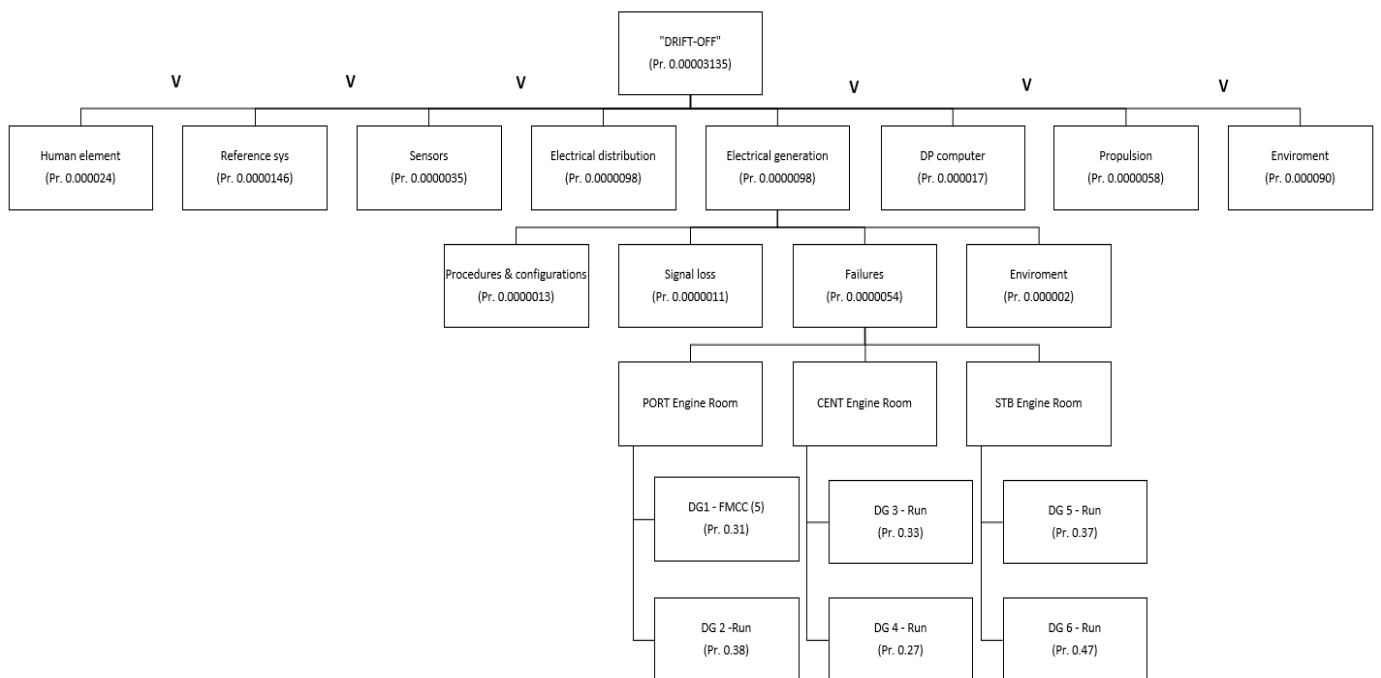 "DRIFT-OFF"
(Pr. 0.00003135)
V V V V V V
Human element
(Pr. 0.000024)
Reference sys
(Pr. 0.0000146)
Sensors
(Pr. 0.0000035)
Electrical distribution
(Pr. 0.0000098)
Electrical generation
(Pr. 0.0000098)
DP computer
(Pr. 0.000017)
Propulsion
(Pr. 0.0000058)
Enviroment
(Pr. 0.000090)
Procedures & configurations
(Pr. 0.0000013)
Signal loss
(Pr. 0.0000011)
Failures
(Pr. 0.0000054)
Enviroment
(Pr. 0.000002)
PORT Engine Room
CENT Engine Room
STB Engine Room
DG1 - FMCC (5)
(Pr. 0.31)
DG 3 - Run
(Pr. 0.33)
DG 5 - Run
(Pr. 0.37)
DG 2 -Run
(Pr. 0.38)
DG 4 - Run
(Pr. 0.27)
DG 6 - Run
(Pr. 0.47)